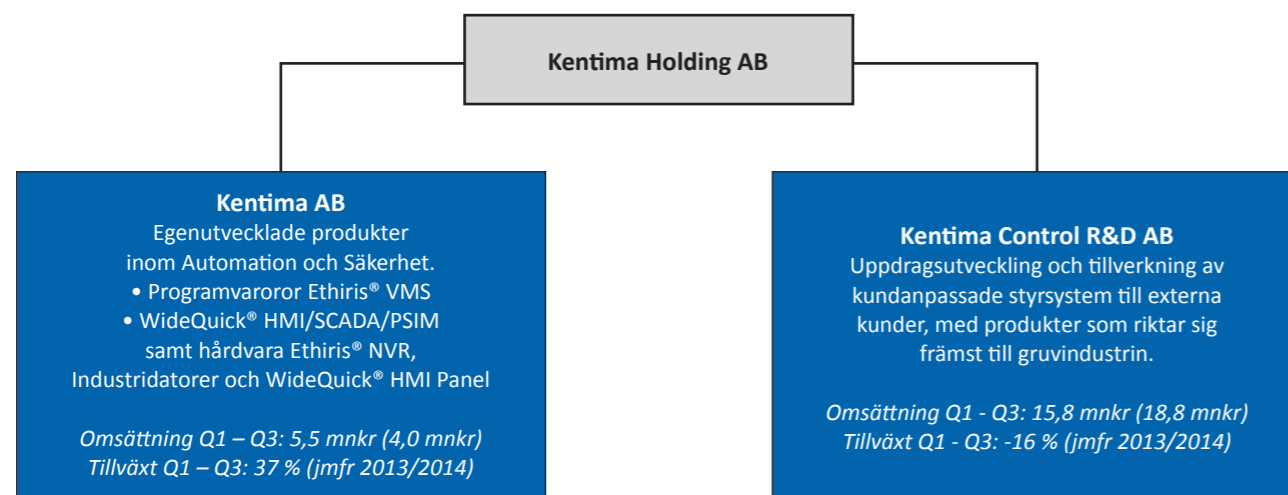 Kentima Holding AB
Kentima AB
Egenutvecklade produkter
inom Automation och Säkerhet.
• Programvaroror Ethiris® VMS
• WideQuick® HMI/SCADA/PSIM
samt hårdvara Ethiris® NVR,
Industridatorer och WideQuick® HMI Panel
Omsättning Q1 – Q3: 5,5 mnkr (4,0 mnkr)
Tillväxt Q1 – Q3: 37 % (jmfr 2013/2014)
Kentima Control R&D AB
Uppdragsutveckling och tillverkning av
kundanpassade styrsystem till externa
kunder, med produkter som riktar sig
främst till gruvindustrin.
Omsättning Q1 - Q3: 15,8 mnkr (18,8 mnkr)
Tillväxt Q1 - Q3: -16 % (jmfr 2013/2014)